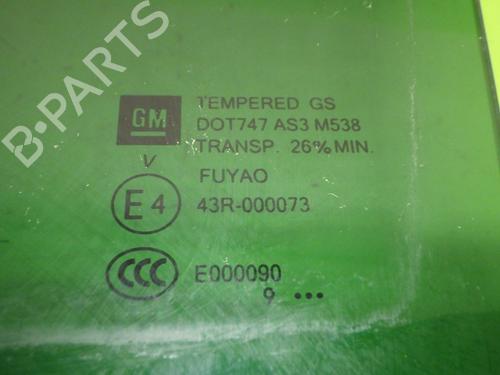 B-PARTS
GM
TEMPERED GS
DOT747 AS3 M538
TRANSP. 26% MIN.
V
FUYAO
E4
43R-000073
CCC
E000090
9 •••